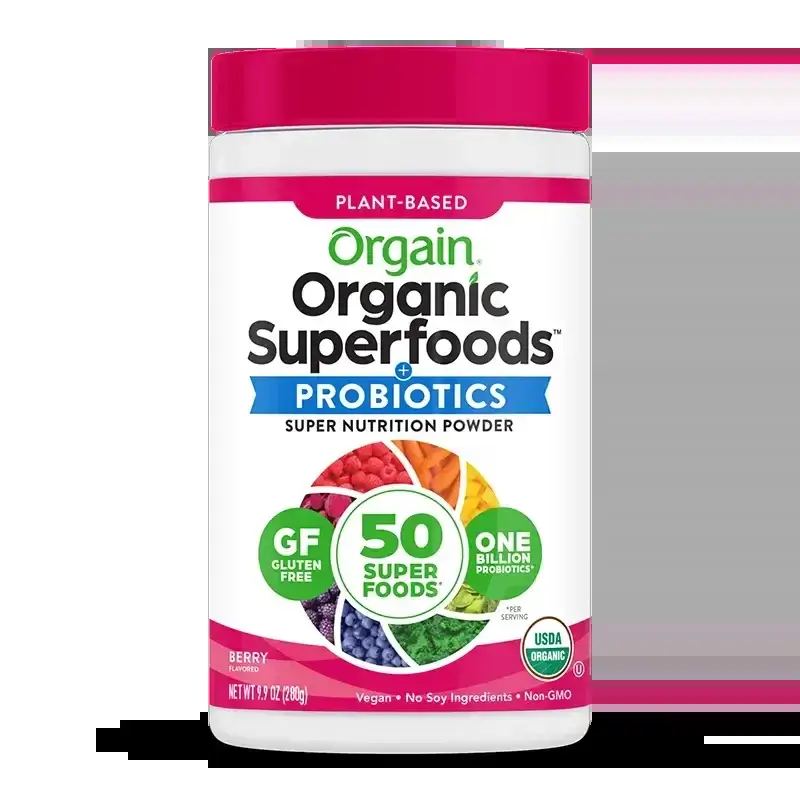 PLANT-BASED
Orgain®
Organic
Superfoods™
+
PROBIOTICS
SUPER NUTRITION POWDER
GF
GLUTEN
FREE
50
SUPER
FOODS*
ONE
BILLION
PROBIOTICS*
*PER
SERVING
BERRY
FLAVORED
NET WT 9.9 OZ (280g)
USDA
ORGANIC
U
Vegan • No Soy Ingredients • Non-GMO